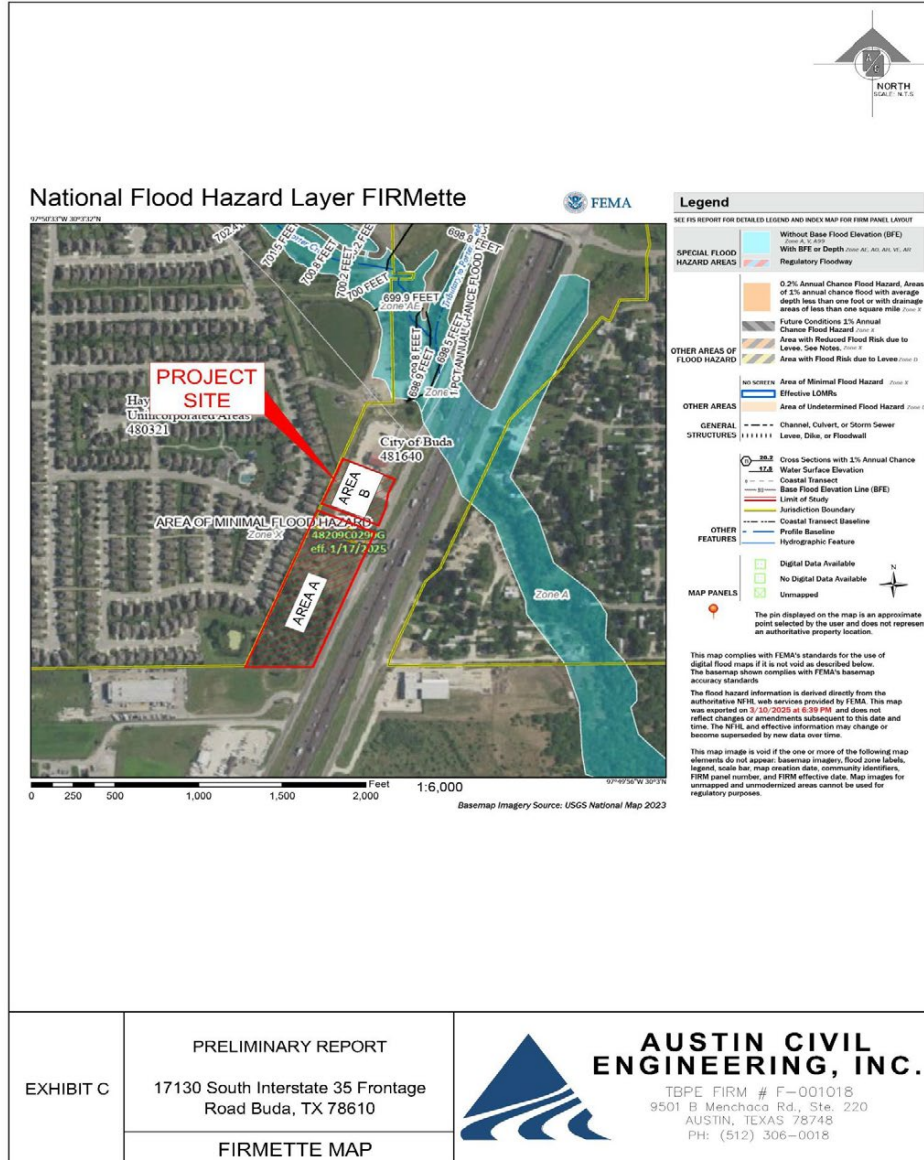 NORTH
SCALE: N.T.S
National Flood Hazard Layer FIRMette
FEMA
97°50'33"W 30°3'32"N
PROJECT
SITE
Unincorporated Areas
480321
City of Buda
481640
AREA
B
AREA OF MINIMAL FLOOD HAZARD
Zone X
eff. 1/17/2025
AREA A
Zone A
Zone AE
701.5 FEET
700.8 FEET
700.2 FEET
700 FEET
699.9 FEET
698.9 FEET
698.5 FEET
0 250 500 1,000 1,500 2,000
Feet
1:6,000
Basemap Imagery Source: USGS National Map 2023
Legend
SEE FIS REPORT FOR DETAILED LEGEND AND INDEX MAP FOR FIRM PANEL LAYOUT
SPECIAL FLOOD
HAZARD AREAS
Without Base Flood Elevation (BFE)
Zone A, V, A99
With BFE or Depth Zone AE, AO, AH, VE, AR
Regulatory Floodway
OTHER AREAS OF
FLOOD HAZARD
0.2% Annual Chance Flood Hazard, Areas
of 1% annual chance flood with average
depth less than one foot or with drainage
areas of less than one square mile Zone X
Future Conditions 1% Annual
Chance Flood Hazard Zone X
Area with Reduced Flood Risk due to
Levee. See Notes. Zone X
Area with Flood Risk due to Levee Zone D
OTHER AREAS
NO SCREEN Area of Minimal Flood Hazard Zone X
Effective LOMRs
Area of Undetermined Flood Hazard Zone
GENERAL
STRUCTURES
Channel, Culvert, or Storm Sewer
Levee, Dike, or Floodwall
OTHER
FEATURES
20.2 Cross Sections with 1% Annual Chance
17.5 Water Surface Elevation
Coastal Transect
Base Flood Elevation Line (BFE)
Limit of Study
Jurisdiction Boundary
Coastal Transect Baseline
Profile Baseline
Hydrographic Feature
MAP PANELS
Digital Data Available
No Digital Data Available
Unmapped
N
The pin displayed on the map is an approximate
point selected by the user and does not represen
an authoritative property location.
This map complies with FEMA's standards for the use of
digital flood maps if it is not void as described below.
The basemap shown complies with FEMA's basemap
accuracy standards
The flood hazard information is derived directly from the
authoritative NFHL web services provided by FEMA. This map
was exported on 3/10/2025 at 6:39 PM and does not
reflect changes or amendments subsequent to this date and
time. The NFHL and effective information may change or
become superseded by new data over time.
This map image is void if the one or more of the following map
elements do not appear: basemap imagery, flood zone labels,
legend, scale bar, map creation date, community identifiers,
FIRM panel number, and FIRM effective date. Map images for
unmapped and unmodernized areas cannot be used for
regulatory purposes.
EXHIBIT C
PRELIMINARY REPORT
17130 South Interstate 35 Frontage
Road Buda, TX 78610
FIRMETTE MAP
AUSTIN CIVIL
ENGINEERING, INC.
TBPE FIRM # F-001018
9501 B Menchaca Rd., Ste. 220
AUSTIN, TEXAS 78748
PH: (512) 306-0018